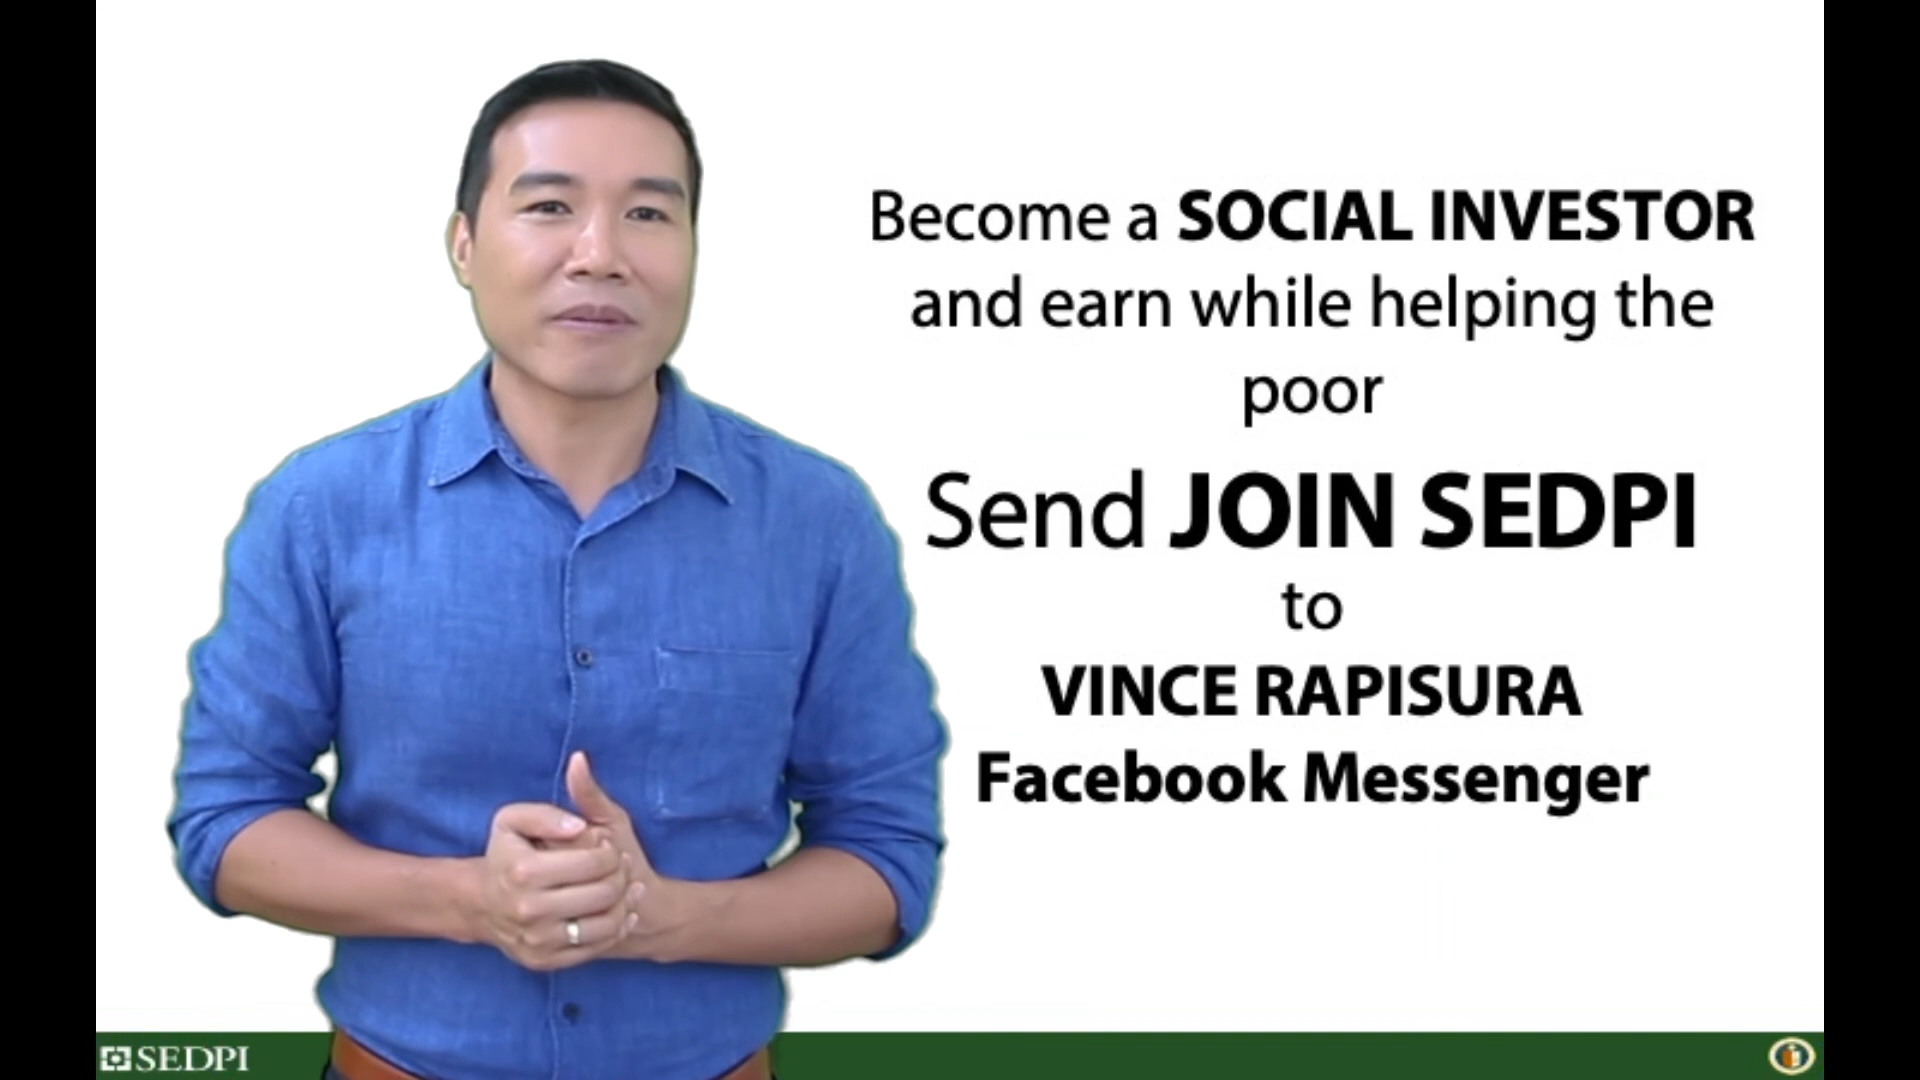 Become a SOCIAL INVESTOR
and earn while helping the
poor
Send JOIN SEDPI
to
VINCE RAPISURA
Facebook Messenger
SEDPI